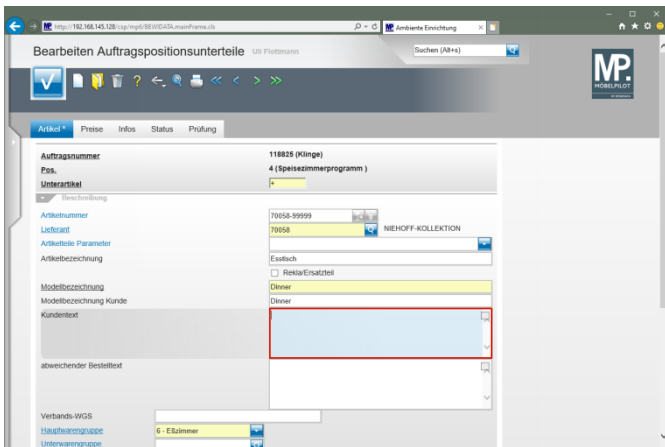 http://192.168.145.128/csp/mp6/BEWIDATA.mainFrame.cls
MP Ambiente Einrichtung
Bearbeiten Auftragspositionsunterteile Uli Flottmann
Suchen (Alt+s)
MP.
MÖBELPILOT
Artikel *
Preise
Infos
Status
Prüfung
Auftragsnummer 118825 (Klinge)
Pos. 4 (Speisezimmerprogramm )
Unterartikel +
Beschreibung
Artikelnummer 70058-99999
Lieferant 70058 NIEHOFF-KOLLEKTION
Artikelteile Parameter
Artikelbezeichnung Esstisch
Rekla/Ersatzteil
Modellbezeichnung Dinner
Modellbezeichnung Kunde Dinner
Kundentext
abweichender Bestelltext
Verbands-WGS
Hauptwarengruppe 6 - Eßzimmer
Unterwarengruppe